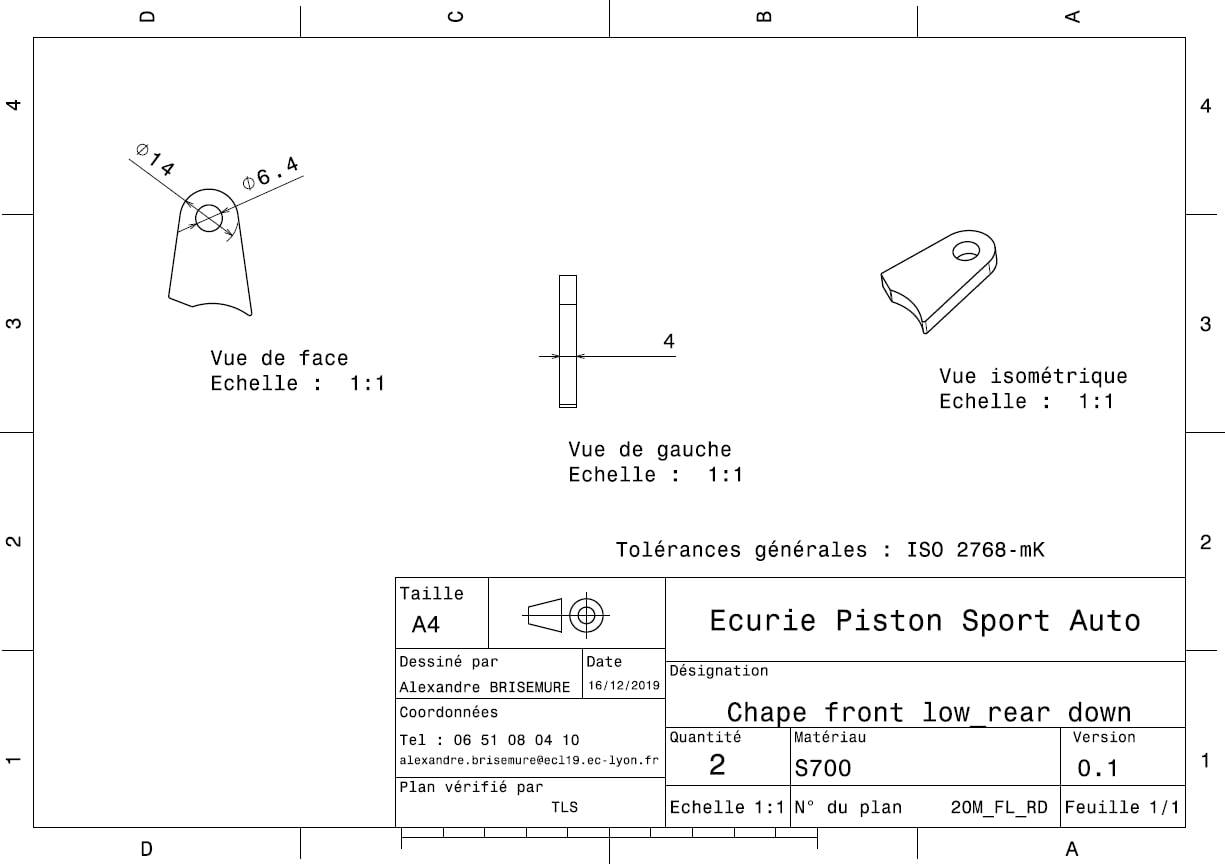 D C B A
4 4
⌀14
⌀6.4
3 3
4
Vue de face
Echelle :  1:1
Vue isométrique
Echelle :  1:1
Vue de gauche
Echelle :  1:1
2 2
Tolérances générales : ISO 2768-mK
Taille
A4
Ecurie Piston Sport Auto
Dessiné par
Alexandre BRISEMURE
Date
16/12/2019
Désignation
Chape front low_rear down
Coordonnées
Tel : 06 51 08 04 10
alexandre.brisemure@ecl19.ec-lyon.fr
Quantité
2
Matériau
S700
Version
0.1
1 1
Plan vérifié par
TLS
Echelle 1:1
N° du plan 20M_FL_RD
Feuille 1/1
D A